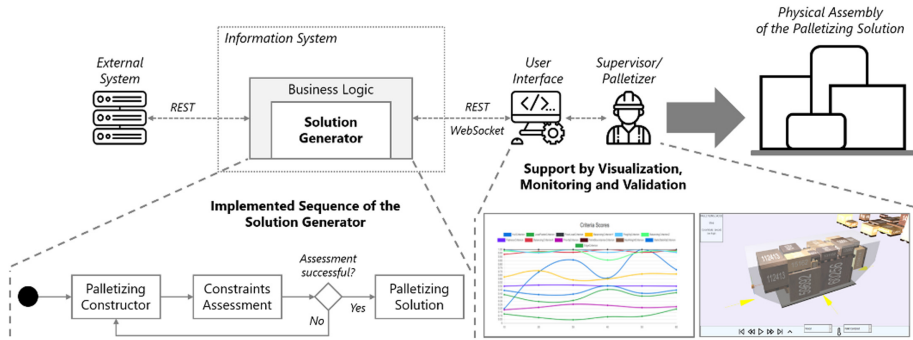 Physical Assembly
of the Palletizing Solution
Information System
External
System
User
Interface
Supervisor/
Palletizer
Business Logic
Solution
Generator
REST
REST
WebSocket
Support by Visualization,
Monitoring and Validation
Implemented Sequence of the
Solution Generator
Criteria Scores
Assessment
successful?
Palletizing
Constructor
Constraints
Assessment
Palletizing
Solution
No
Yes
112413
112413